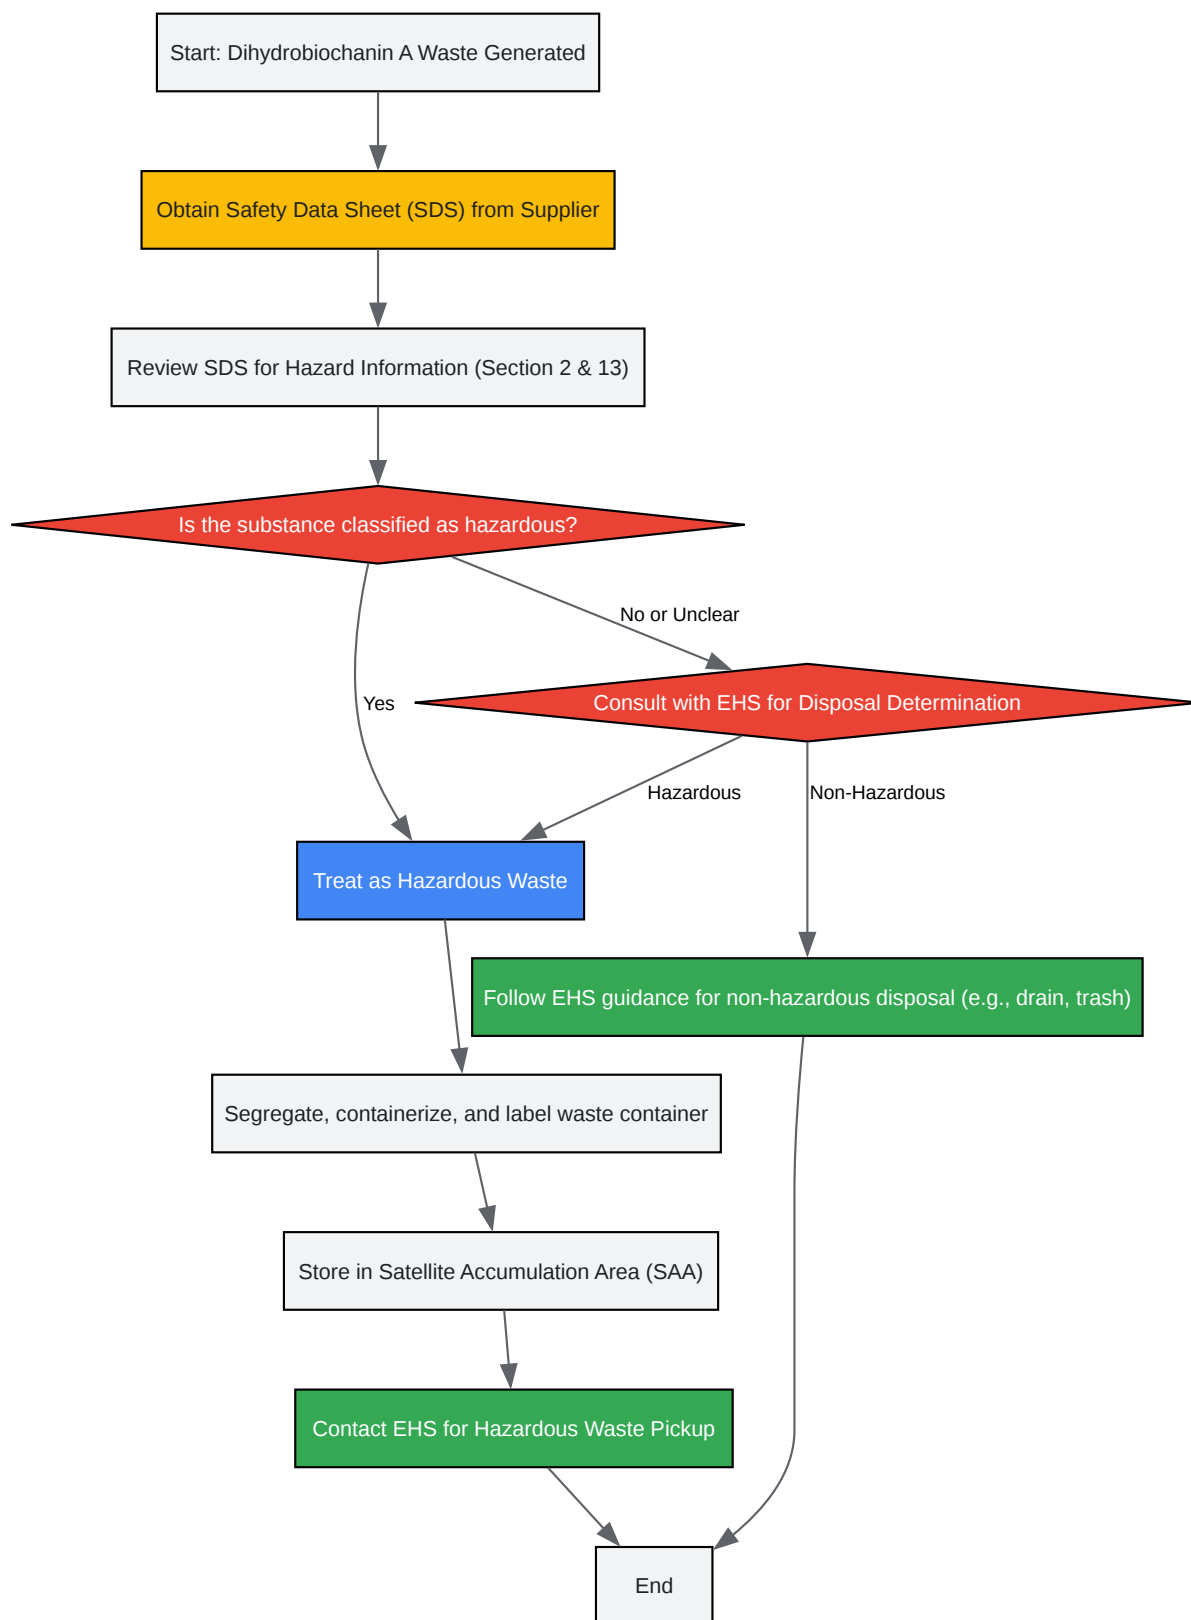 Start: Dihydrobiochanin A Waste Generated
Obtain Safety Data Sheet (SDS) from Supplier
Review SDS for Hazard Information (Section 2 & 13)
Is the substance classified as hazardous?
No or Unclear
Yes
Consult with EHS for Disposal Determination
Hazardous
Non-Hazardous
Treat as Hazardous Waste
Follow EHS guidance for non-hazardous disposal (e.g., drain, trash)
Segregate, containerize, and label waste container
Store in Satellite Accumulation Area (SAA)
Contact EHS for Hazardous Waste Pickup
End